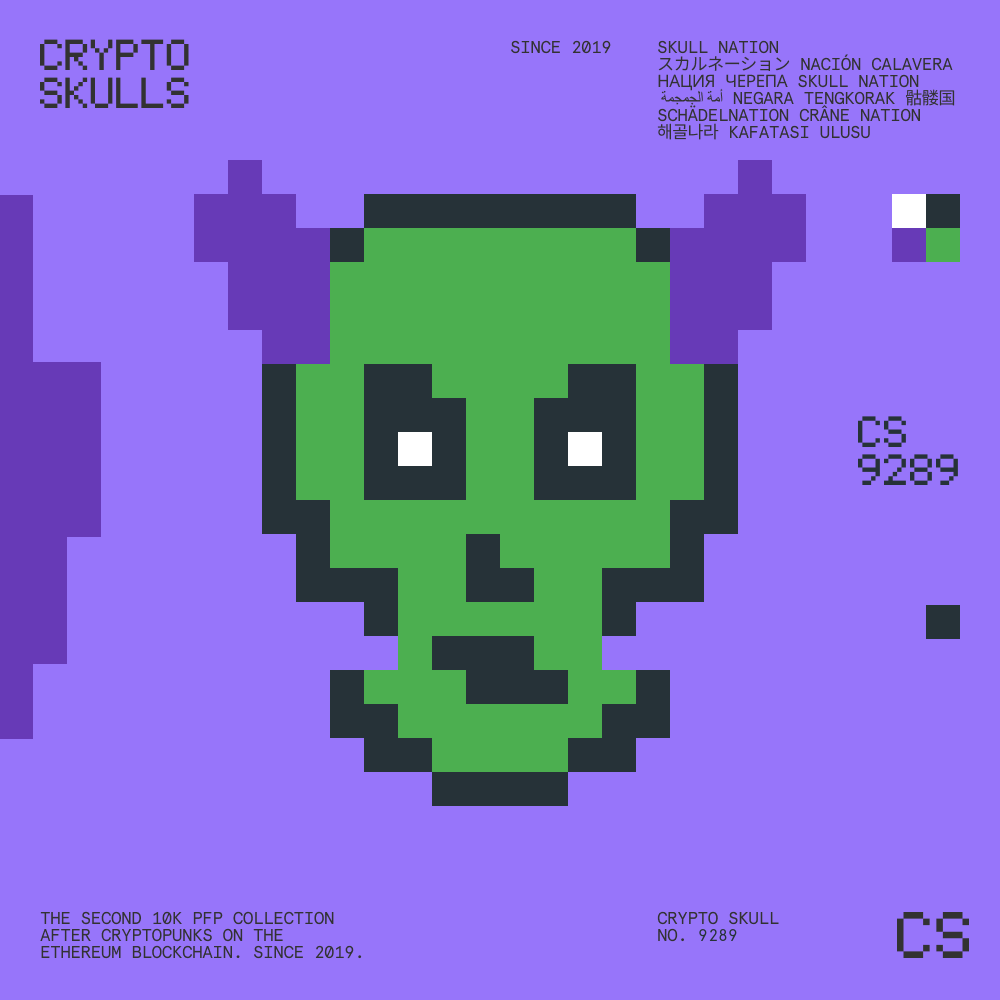 CRYPTO
SKULLS
SINCE 2019
SKULL NATION
スカルネーション NACIÓN CALAVERA
НАЦИЯ ЧЕРЕПА SKULL NATION
أمة الجمجمة NEGARA TENGKORAK 骷髅国
SCHÄDELNATION CRÂNE NATION
해골나라 KAFATASI ULUSU
CS
9289
THE SECOND 10K PFP COLLECTION
AFTER CRYPTOPUNKS ON THE
ETHEREUM BLOCKCHAIN. SINCE 2019.
CRYPTO SKULL
NO. 9289
CS